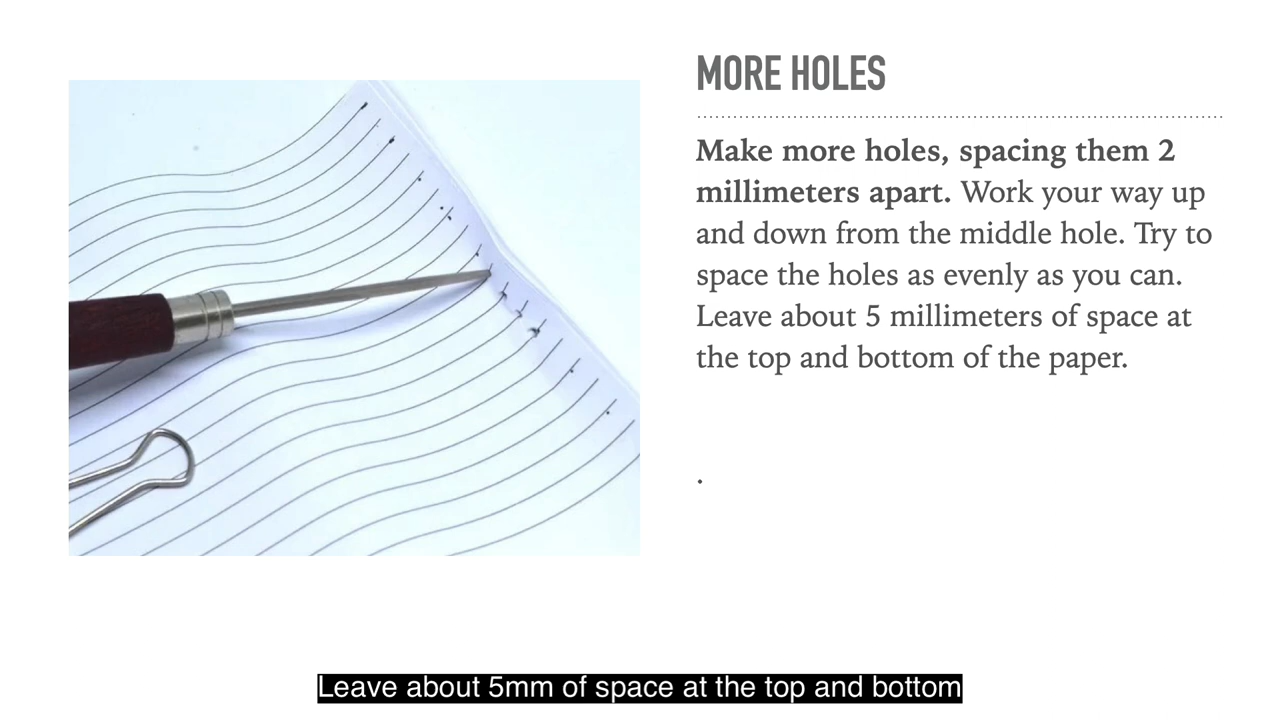 MORE HOLES
Make more holes, spacing them 2
millimeters apart. Work your way up
and down from the middle hole. Try to
space the holes as evenly as you can.
Leave about 5 millimeters of space at
the top and bottom of the paper.
.
Leave about 5mm of space at the top and bottom